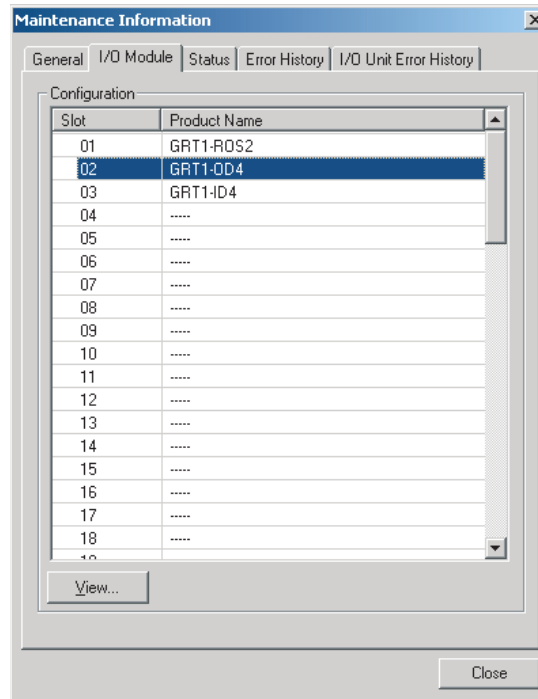 Maintenance Information
General I/O Module Status Error History I/O Unit Error History
Configuration
Slot Product Name
01 GRT1-ROS2
02 GRT1-OD4
03 GRT1-ID4
04 -----
05 -----
06 -----
07 -----
08 -----
09 -----
10 -----
11 -----
12 -----
13 -----
14 -----
15 -----
16 -----
17 -----
18 -----
View...
Close